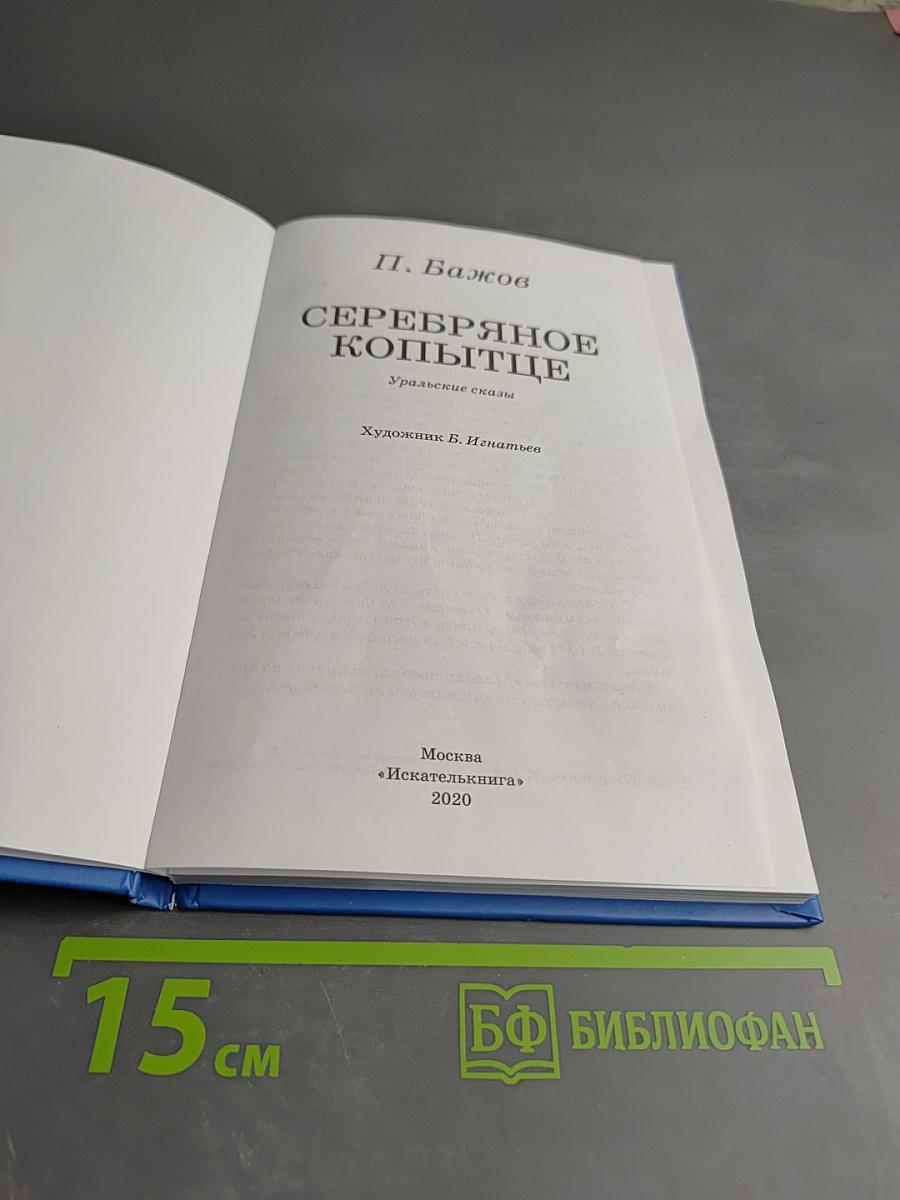 П. Бажов
СЕРЕБРЯНОЕ
КОПЫТЦЕ
Уральские сказы
Художник Б. Игнатьев
Москва
«Искателькнига»
2020
15 см
БФ БИБЛИОФАН